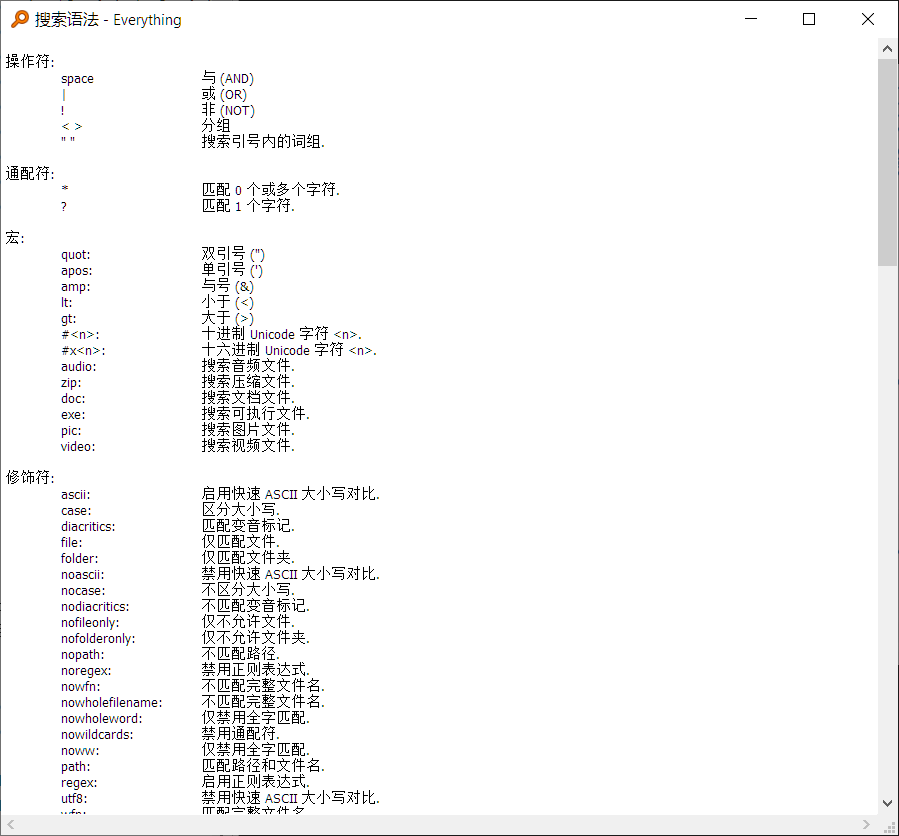 搜索语法 - Everything
操作符:
space 与 (AND)
| 或 (OR)
! 非 (NOT)
< > 分组
" " 搜索引号内的词组.
通配符:
* 匹配 0 个或多个字符.
? 匹配 1 个字符.
宏:
quot: 双引号 (")
apos: 单引号 (')
amp: 与号 (&)
lt: 小于 (<)
gt: 大于 (>)
#<n>: 十进制 Unicode 字符 <n>.
#x<n>: 十六进制 Unicode 字符 <n>.
audio: 搜索音频文件.
zip: 搜索压缩文件.
doc: 搜索文档文件.
exe: 搜索可执行文件.
pic: 搜索图片文件.
video: 搜索视频文件.
修饰符:
ascii: 启用快速 ASCII 大小写对比.
case: 区分大小写.
diacritics: 匹配变音标记.
file: 仅匹配文件.
folder: 仅匹配文件夹.
noascii: 禁用快速 ASCII 大小写对比.
nocase: 不区分大小写.
nodiacritics: 不匹配变音标记.
nofileonly: 仅不允许文件.
nofolderonly: 仅不允许文件夹.
nopath: 不匹配路径.
noregex: 禁用正则表达式.
nowfn: 不匹配完整文件名.
nowholefilename: 不匹配完整文件名.
nowholeword: 仅禁用全字匹配.
nowildcards: 禁用通配符.
noww: 仅禁用全字匹配.
path: 匹配路径和文件名.
regex: 启用正则表达式.
utf8: 禁用快速 ASCII 大小写对比.
wfn: 匹配完整文件名